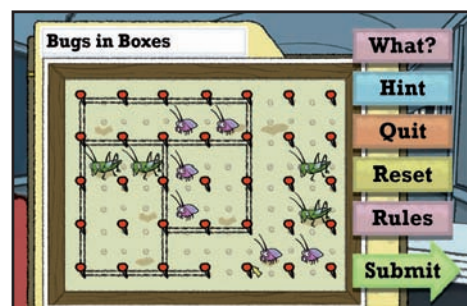 Bugs in Boxes
What?
Hint
Quit
Reset
Rules
Submit